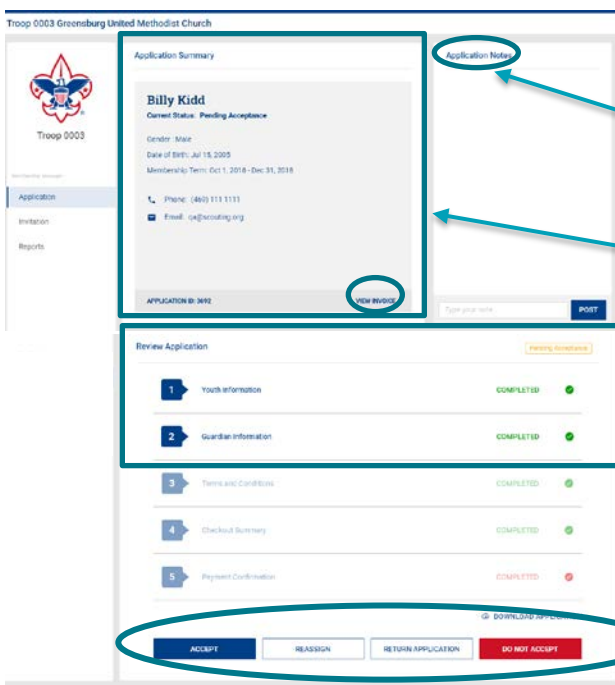 Troop 0003 Greensburg United Methodist Church
Troop 0003
Application
Invitation
Reports
Application Summary
Billy Kidd
Current Status: Pending Acceptance
Gender: Male
Date of Birth: Jul 15, 2005
Membership Term: Oct 1, 2018 - Dec 31, 2018
Phone: (469) 111 1111
Email: qa@scouting.org
APPLICATION ID: 3692
VIEW INVOICE
Application Notes
Type your note
POST
Review Application
Pending Acceptance
1 Youth Information COMPLETED
2 Guardian Information COMPLETED
3 Terms and Conditions COMPLETED
4 Checkout Summary COMPLETED
5 Payment Confirmation COMPLETED
DOWNLOAD
ACCEPT
REASSIGN
RETURN APPLICATION
DO NOT ACCEPT